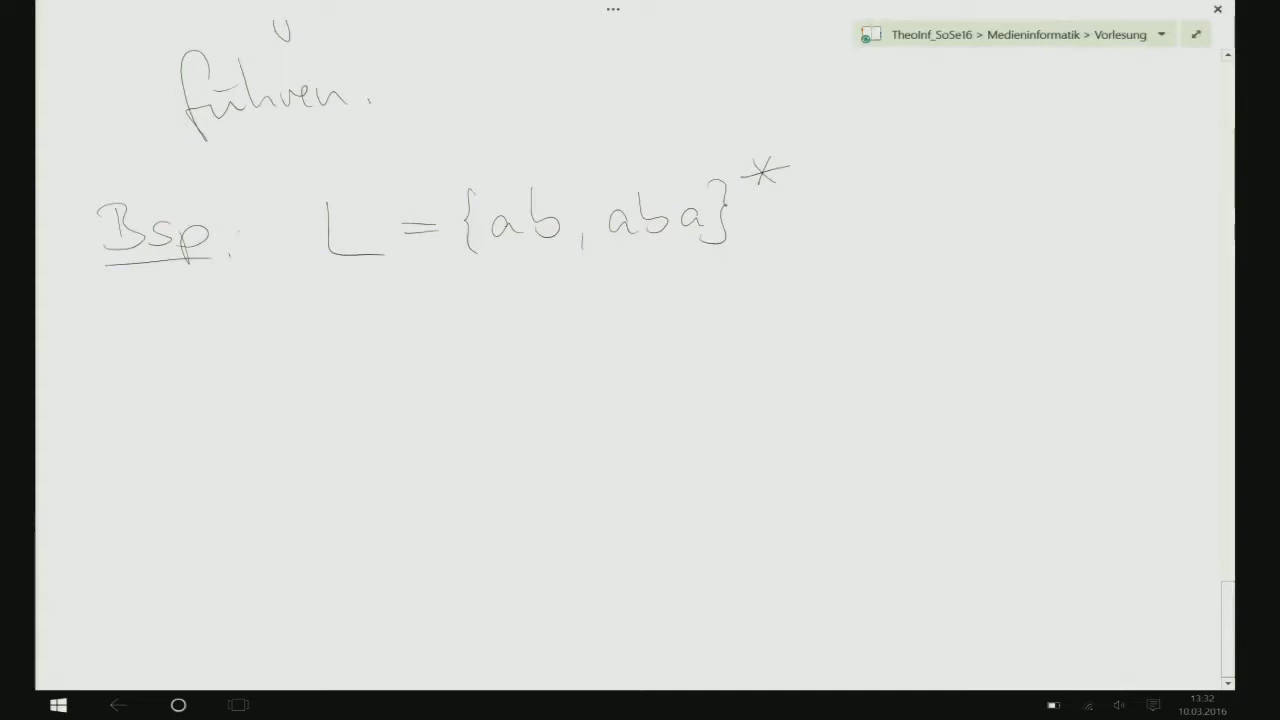 ...
TheoInf_SoSe16 > Medieninformatik > Vorlesung
führen.
Bsp: L = {ab, aba}*
13:32
10.03.2016